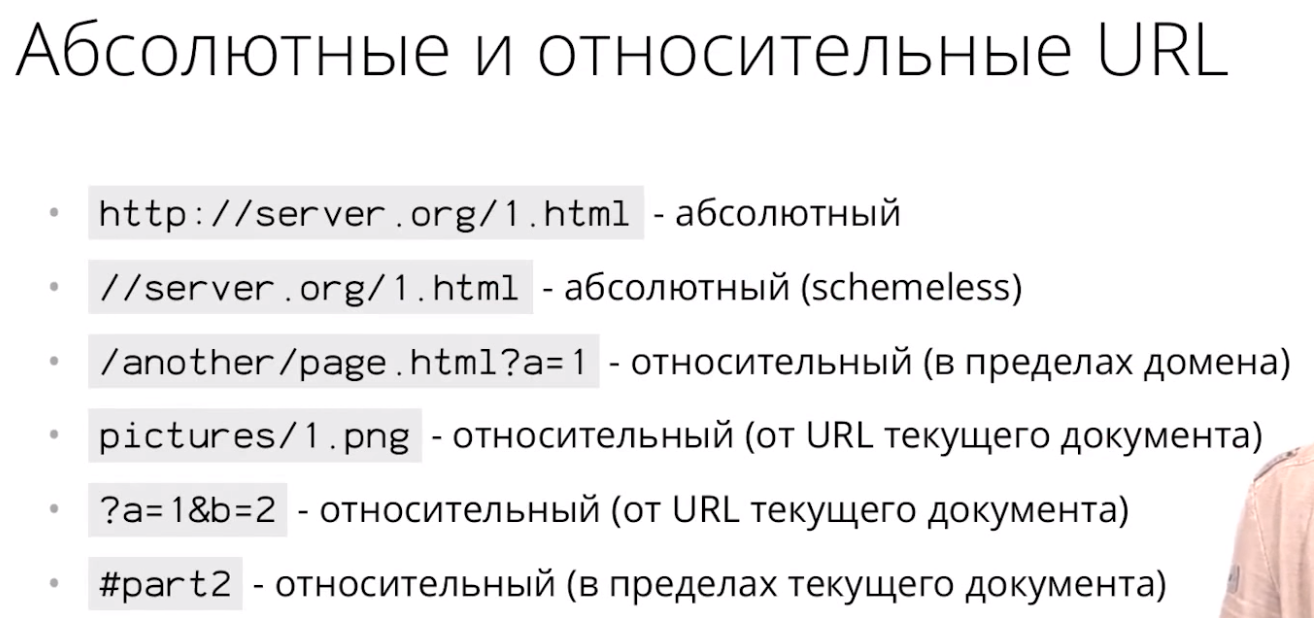 Абсолютные и относительные URL
http://server.org/1.html - абсолютный
//server.org/1.html - абсолютный (schemeless)
/another/page.html?a=1 - относительный (в пределах домена)
pictures/1.png - относительный (от URL текущего документа)
?a=1&b=2 - относительный (от URL текущего документа)
#part2 - относительный (в пределах текущего документа)